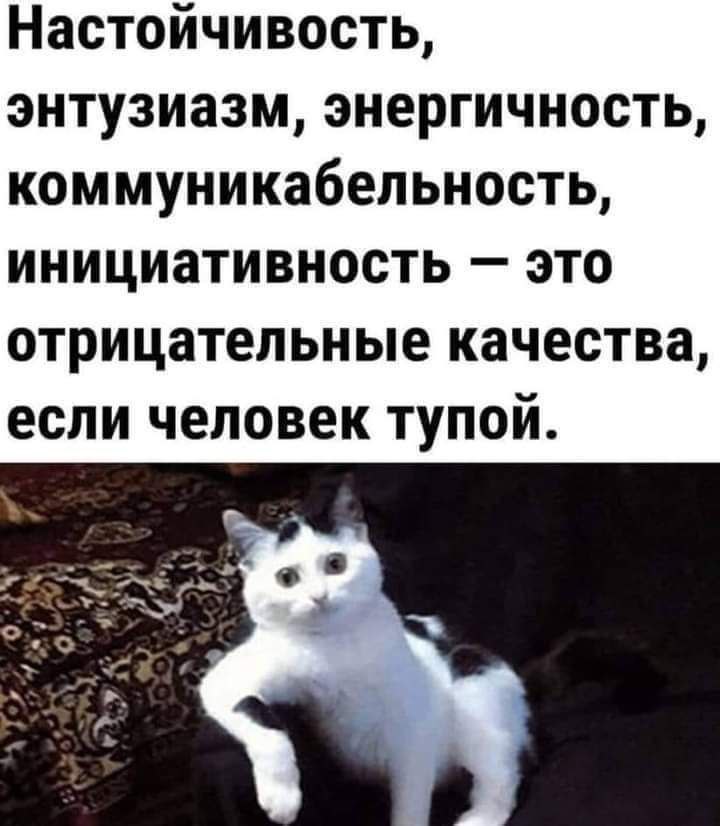 Настойчивость,
энтузиазм, энергичность,
коммуникабельность,
инициативность – это
отрицательные качества,
если человек тупой.